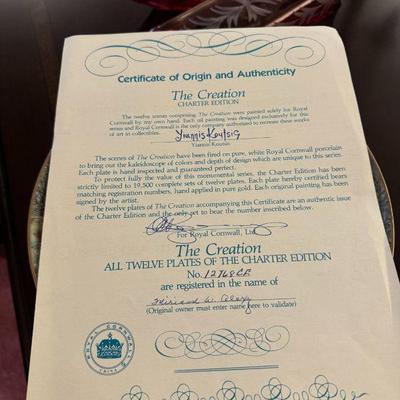 Certificate of Origin and Authenticity
The Creation
CHARTER EDITION
The twelve scenes comprising The Creation were painted solely for Royal
Cornwall by my own hand. Each oil painting was designed exclusively for this
series and Royal Cornwall is the only company authorized to recreate these works
of art in collectibles.
Yiannis Koutsis
Yiannis Koutsis
The scenes of The Creation have been fired on pure, white Royal Cornwall porcelain
to bring out the kaleidoscope of colors and depth of design which are unique to this series.
Each plate is hand inspected and guaranteed perfect.
To protect fully the value of this monumental series, the Charter Edition has been
strictly limited to 19,500 complete sets of twelve plates. Each plate hereby certified bears
matching registration numbers, hand applied in pure gold. Each original painting has been
signed by the artist.
The twelve plates of The Creation accompanying this Certificate are an authentic issue
of the Charter Edition and the only set to bear the number inscribed below.
For Royal Cornwall, Ltd.
The Creation
ALL TWELVE PLATES OF THE CHARTER EDITION
No. 12768CA
are registered in the name of
Miriam W.
(Original owner must enter name here to validate)
ROYAL CORNWALL
CHINA